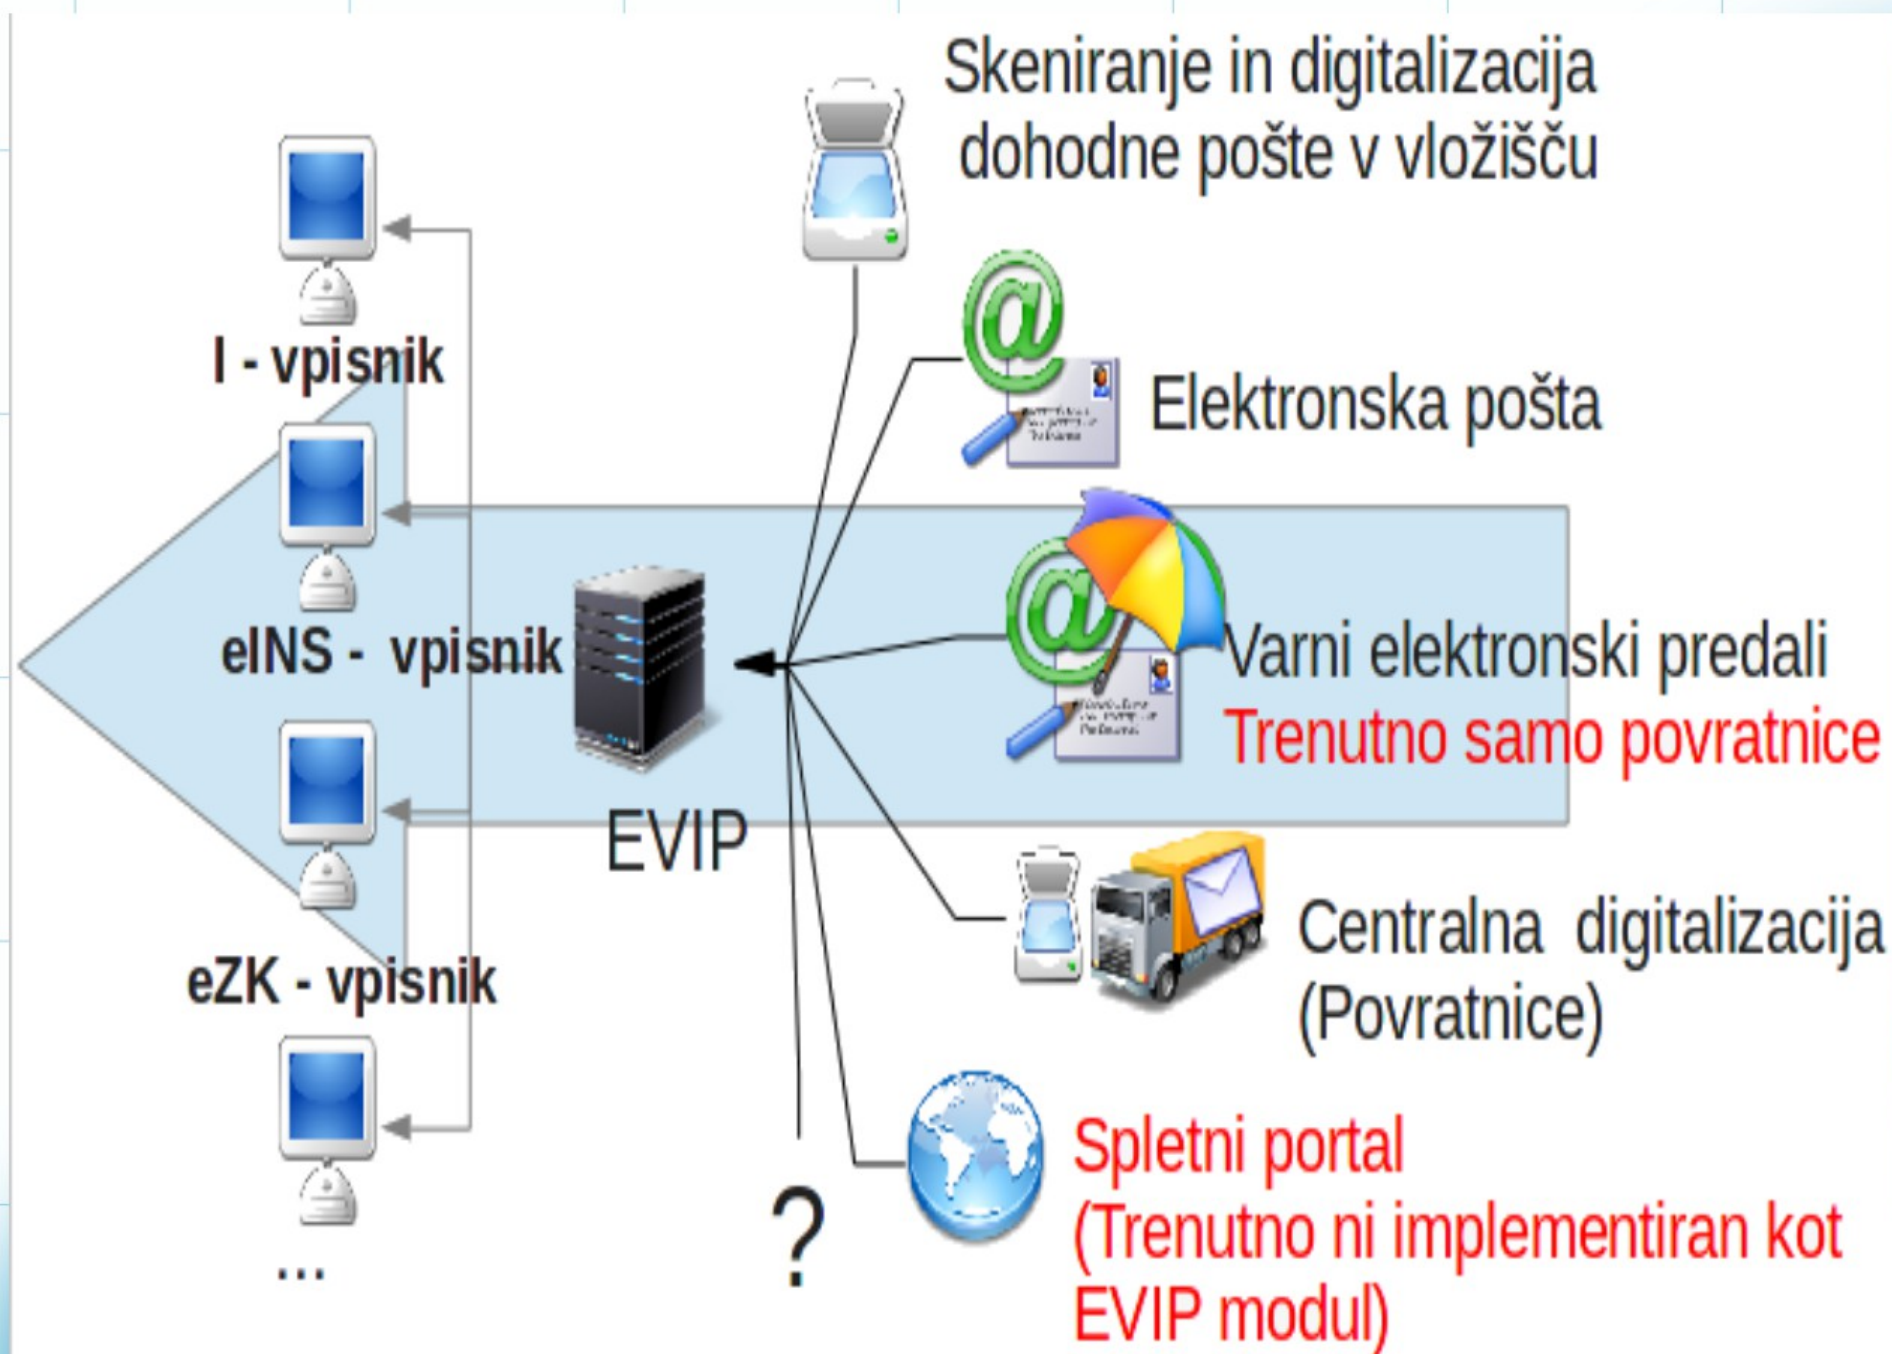 Skeniranje in digitalizacija
dohodne pošte v vložišču
I - vpisnik
Elektronska pošta
eINS - vpisnik
Varni elektronski predali
Trenutno samo povratnice
EVIP
Centralna digitalizacija
(Povratnice)
eZK - vpisnik
Spletni portal
(Trenutno ni implementiran kot
EVIP modul)
?
...